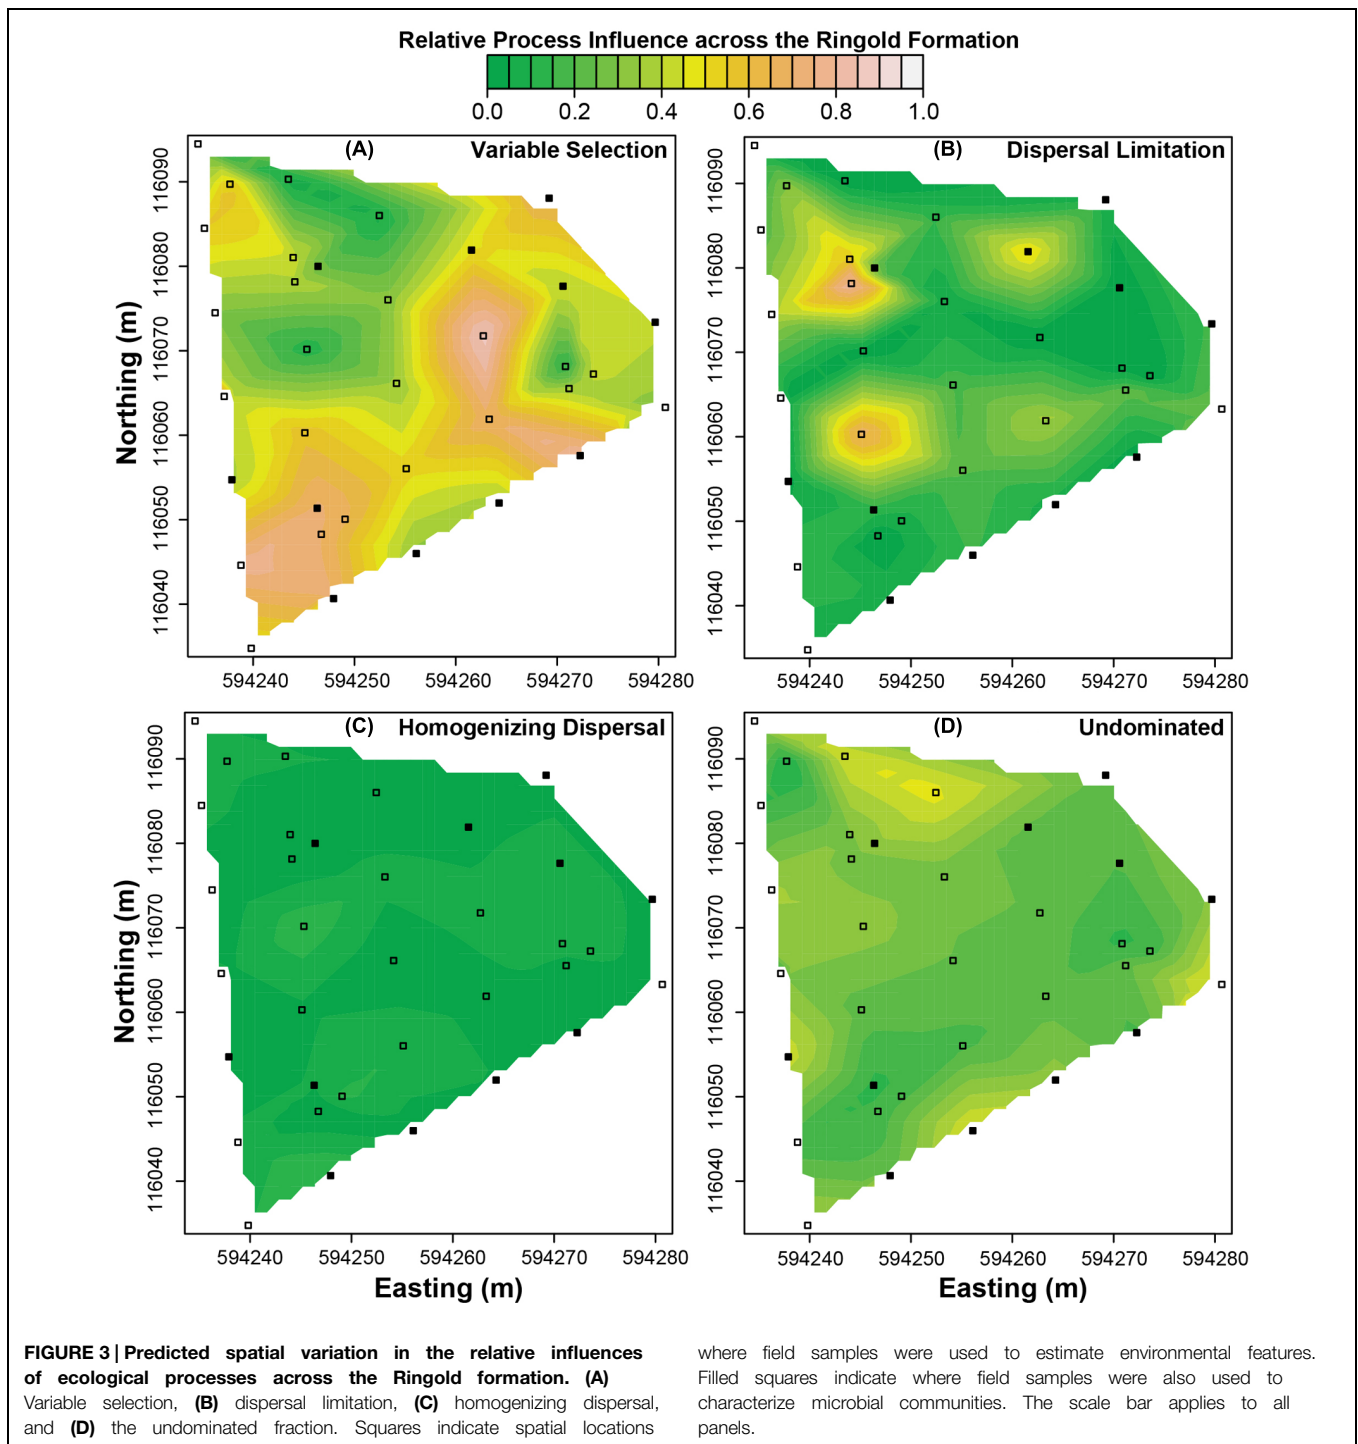 Relative Process Influence across the Ringold Formation
0.0 0.2 0.4 0.6 0.8 1.0
(A) Variable Selection
Northing (m)
116090
116080
116070
116060
116050
116040
594240 594250 594260 594270 594280
(B) Dispersal Limitation
116090
116080
116070
116060
116050
116040
594240 594250 594260 594270 594280
(C) Homogenizing Dispersal
Northing (m)
116090
116080
116070
116060
116050
116040
594240 594250 594260 594270 594280
Easting (m)
(D) Undominated
116090
116080
116070
116060
116050
116040
594240 594250 594260 594270 594280
Easting (m)
FIGURE 3 | Predicted spatial variation in the relative influences
of ecological processes across the Ringold formation. (A)
Variable selection, (B) dispersal limitation, (C) homogenizing dispersal,
and (D) the undominated fraction. Squares indicate spatial locations
where field samples were used to estimate environmental features.
Filled squares indicate where field samples were also used to
characterize microbial communities. The scale bar applies to all
panels.